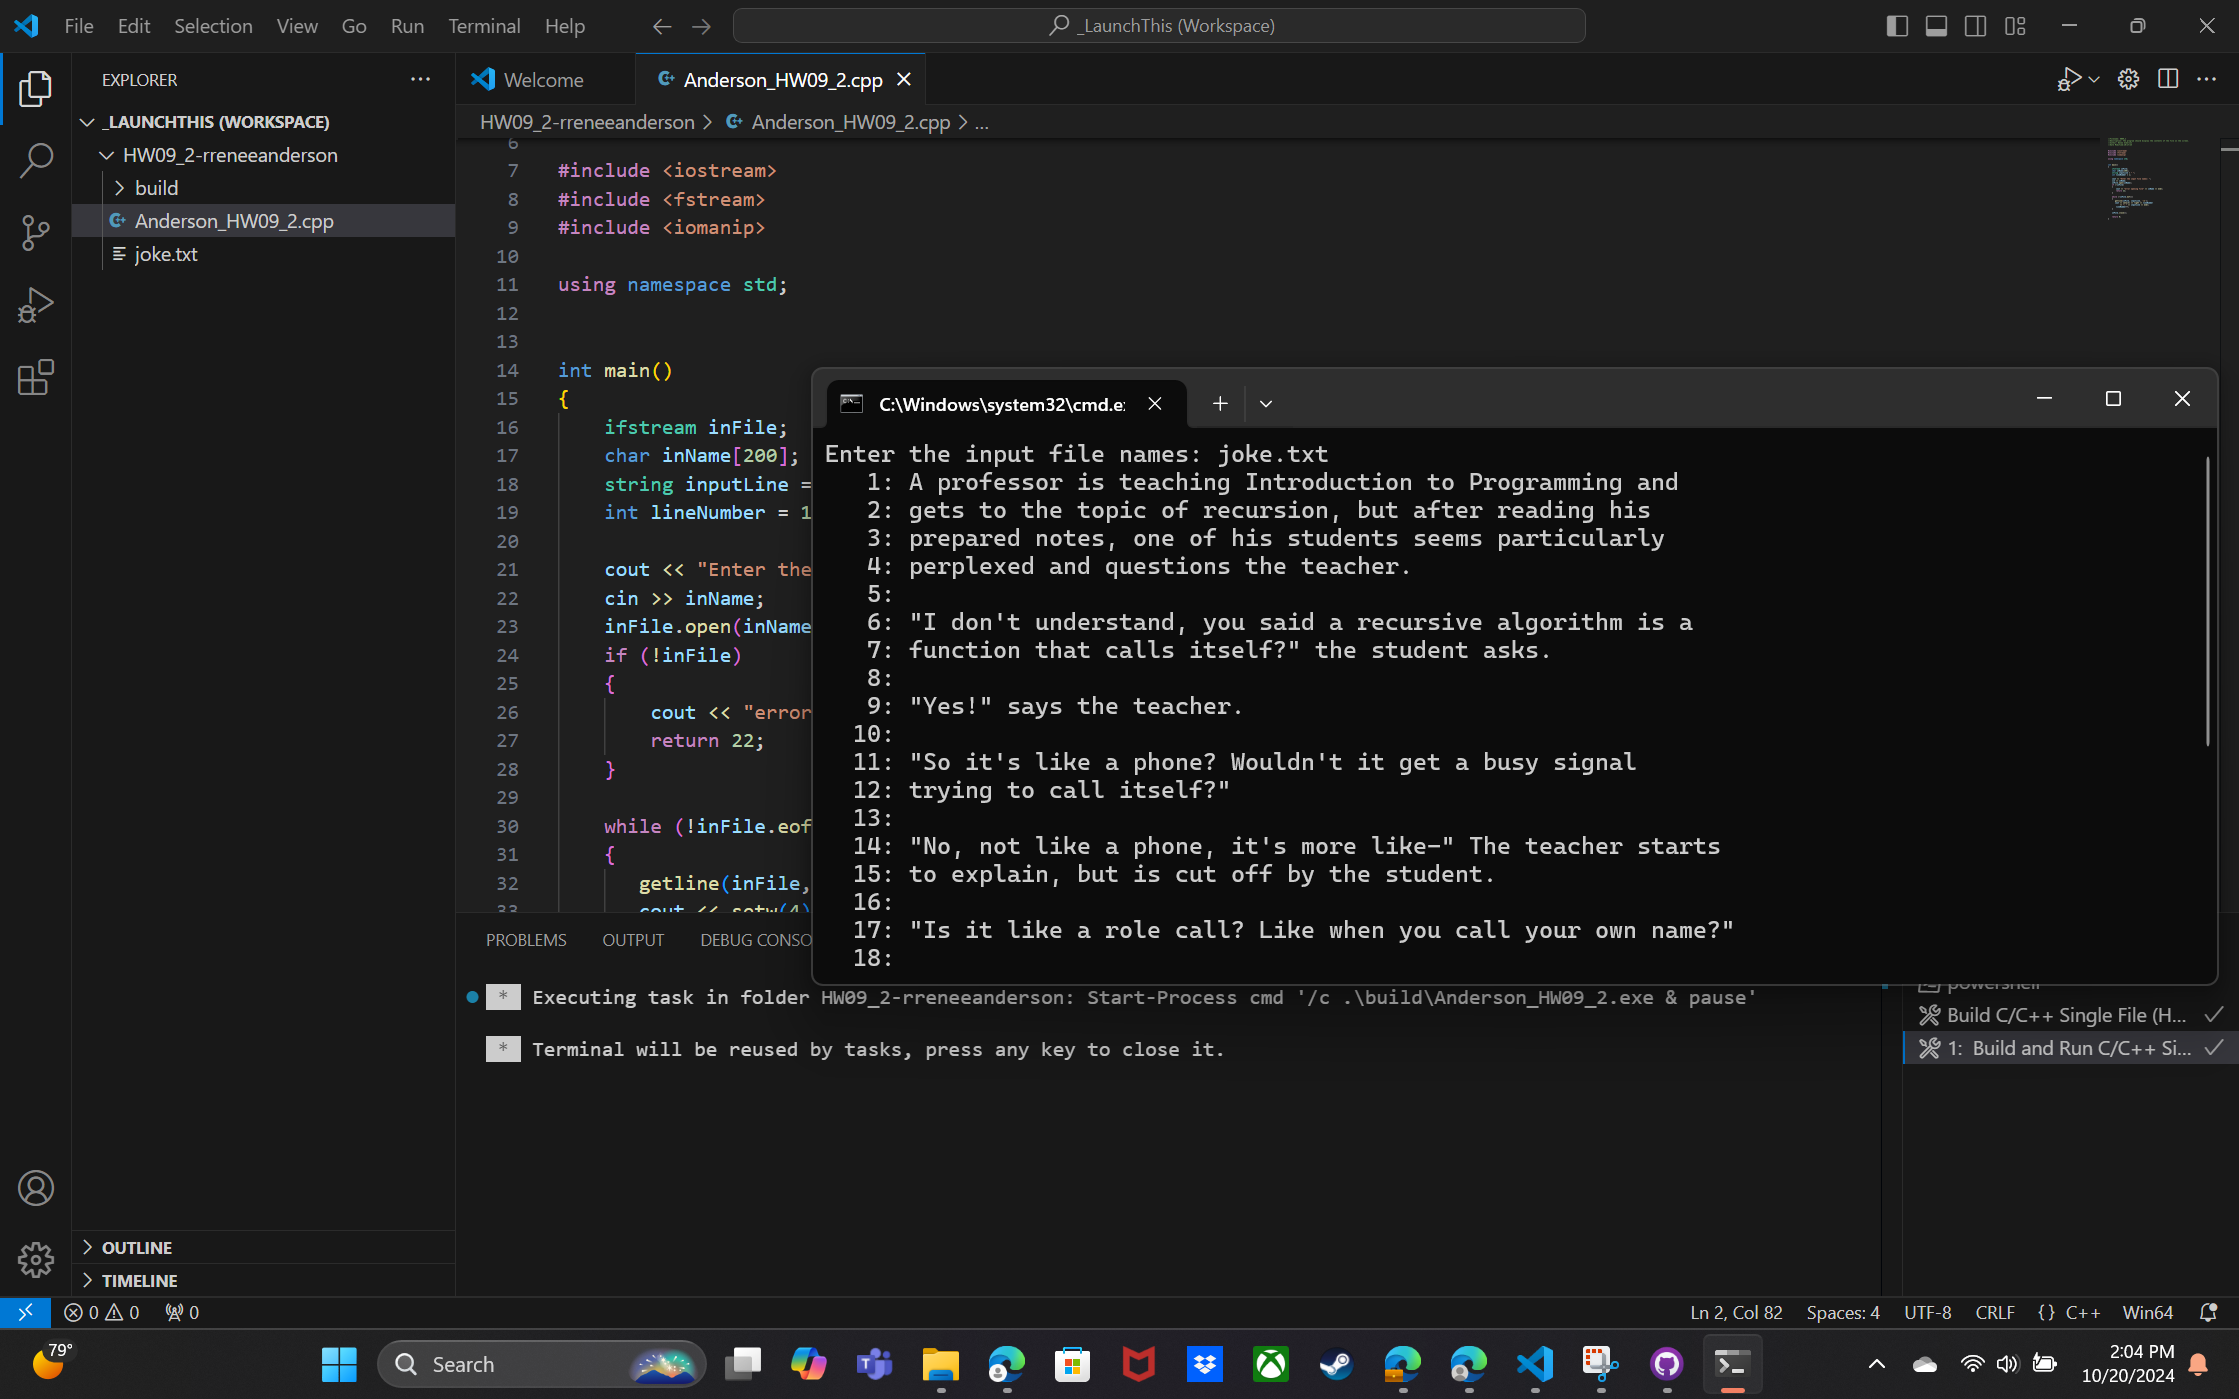 File Edit Selection View Go Run Terminal Help
_LaunchThis (Workspace)
EXPLORER
_LAUNCHTHIS (WORKSPACE)
HW09_2-rreneeanderson
build
Anderson_HW09_2.cpp
joke.txt
OUTLINE
TIMELINE
Welcome
Anderson_HW09_2.cpp
HW09_2-rreneeanderson > Anderson_HW09_2.cpp > ...
6
7 #include <iostream>
8 #include <fstream>
9 #include <iomanip>
10
11 using namespace std;
12
13
14 int main()
15 {
16 ifstream inFile;
17 char inName[200];
18 string inputLine =
19 int lineNumber = 1
20
21 cout << "Enter the
22 cin >> inName;
23 inFile.open(inName
24 if (!inFile)
25 {
26 cout << "error
27 return 22;
28 }
29
30 while (!inFile.eof
31 {
32 getline(inFile,
33 cout << setw(4)
C:\Windows\system32\cmd.e
Enter the input file names: joke.txt
1: A professor is teaching Introduction to Programming and
2: gets to the topic of recursion, but after reading his
3: prepared notes, one of his students seems particularly
4: perplexed and questions the teacher.
5:
6: "I don't understand, you said a recursive algorithm is a
7: function that calls itself?" the student asks.
8:
9: "Yes!" says the teacher.
10:
11: "So it's like a phone? Wouldn't it get a busy signal
12: trying to call itself?"
13:
14: "No, not like a phone, it's more like—" The teacher starts
15: to explain, but is cut off by the student.
16:
17: "Is it like a role call? Like when you call your own name?"
18:
PROBLEMS OUTPUT DEBUG CONSO
* Executing task in folder HW09_2-rreneeanderson: Start-Process cmd '/c .\build\Anderson_HW09_2.exe & pause'
* Terminal will be reused by tasks, press any key to close it.
powershell
Build C/C++ Single File (H...
1: Build and Run C/C++ Si...
0 0 0
Ln 2, Col 82 Spaces: 4 UTF-8 CRLF {} C++ Win64
79°
Search
2:04 PM
10/20/2024